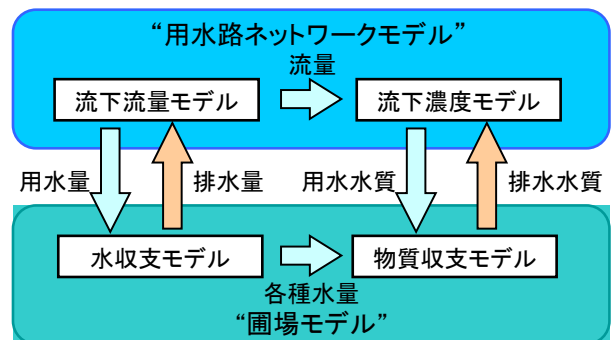 “用水路ネットワークモデル”
流量
流下流量モデル
流下濃度モデル
用水量
排水量
用水水質
排水水質
水収支モデル
物質収支モデル
各種水量
“圃場モデル”